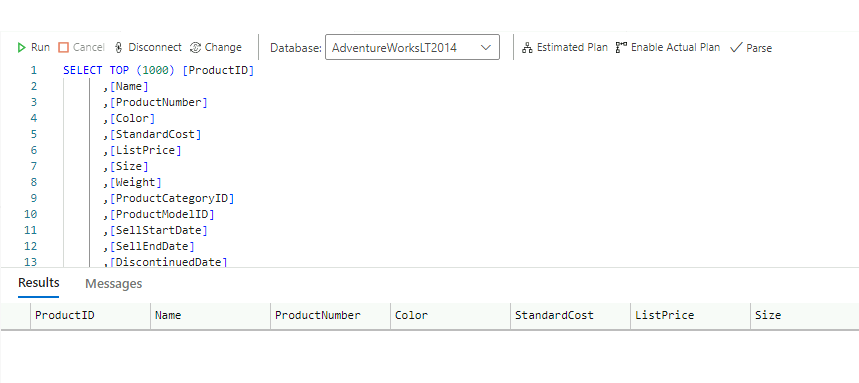 Run Cancel Disconnect Change Database: AdventureWorksLT2014 Estimated Plan Enable Actual Plan Parse
1 SELECT TOP (1000) [ProductID]
2 ,[Name]
3 ,[ProductNumber]
4 ,[Color]
5 ,[StandardCost]
6 ,[ListPrice]
7 ,[Size]
8 ,[Weight]
9 ,[ProductCategoryID]
10 ,[ProductModelID]
11 ,[SellStartDate]
12 ,[SellEndDate]
13 ,[DiscontinuedDate]
Results Messages
ProductID Name ProductNumber Color StandardCost ListPrice Size